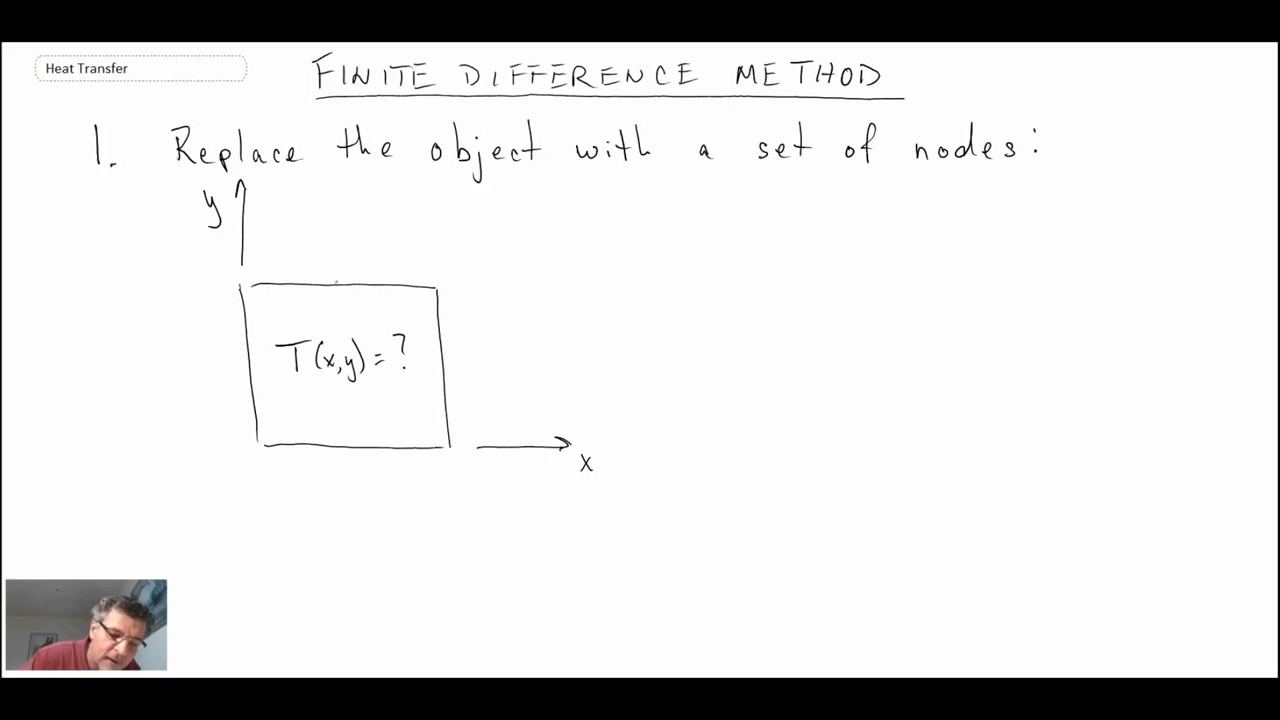 Heat Transfer
FINITE DIFFERENCE METHOD
1. Replace the object with a set of nodes:
y
T(x,y) = ?
x